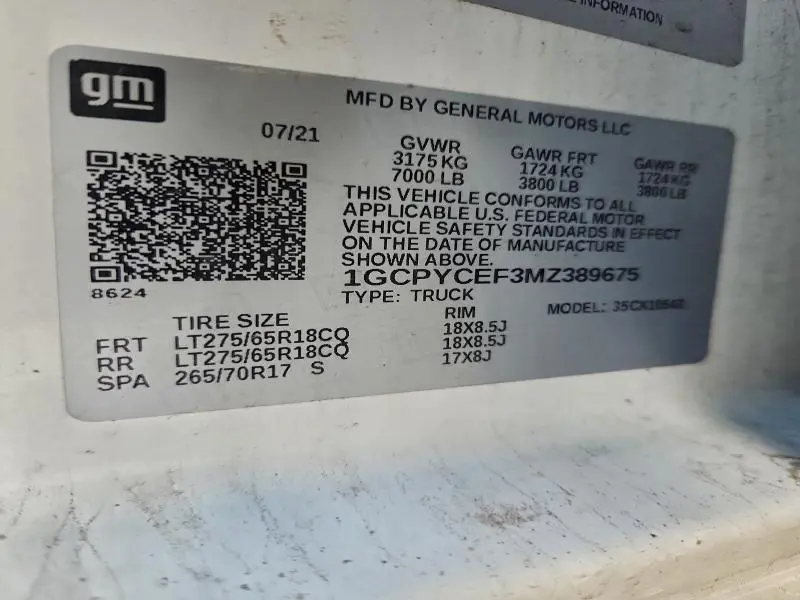 INFORMATION
gm
MFD BY GENERAL MOTORS LLC
07/21
GVWR GAWR FRT GAWR RR
3175 KG 1724 KG 1724 KG
7000 LB 3800 LB 3800 LB
THIS VEHICLE CONFORMS TO ALL
APPLICABLE U.S. FEDERAL MOTOR
VEHICLE SAFETY STANDARDS IN EFFECT
ON THE DATE OF MANUFACTURE
SHOWN ABOVE.
1GCPYCEF3MZ389675
8624
TYPE: TRUCK MODEL:
TIRE SIZE RIM
FRT LT275/65R18CQ 18X8.5J
RR LT275/65R18CQ 18X8.5J
SPA 265/70R17 S 17X8J